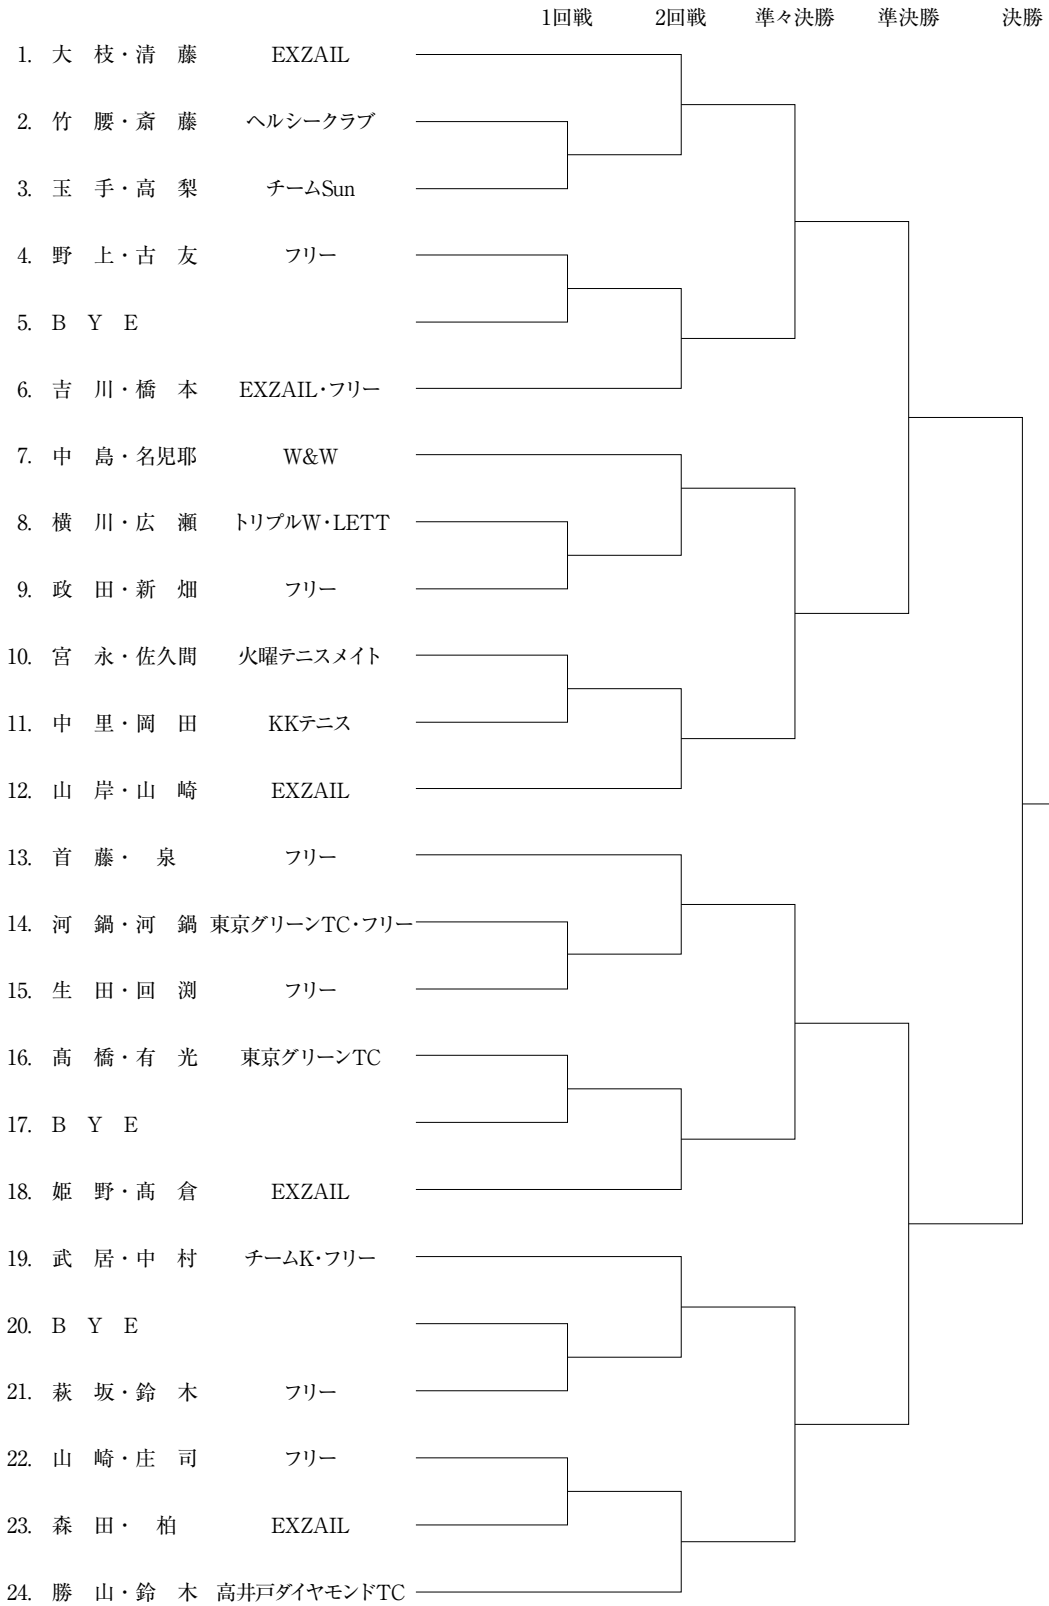 1回戦 2回戦 準々決勝 準決勝 決勝
1. 大 枝・清 藤 EXZAIL
2. 竹 腰・斎 藤 ヘルシークラブ
3. 玉 手・高 梨 チームSun
4. 野 上・古 友 フリー
5. B Y E
6. 吉 川・橋 本 EXZAIL・フリー
7. 中 島・名児耶 W&W
8. 横 川・広 瀬 トリプルW・LETT
9. 政 田・新 畑 フリー
10. 宮 永・佐久間 火曜テニスメイト
11. 中 里・岡 田 KKテニス
12. 山 岸・山 崎 EXZAIL
13. 首 藤・ 泉 フリー
14. 河 鍋・河 鍋 東京グリーンTC・フリー
15. 生 田・回 渕 フリー
16. 髙 橋・有 光 東京グリーンTC
17. B Y E
18. 姫 野・髙 倉 EXZAIL
19. 武 居・中 村 チームK・フリー
20. B Y E
21. 萩 坂・鈴 木 フリー
22. 山 崎・庄 司 フリー
23. 森 田・ 柏 EXZAIL
24. 勝 山・鈴 木 高井戸ダイヤモンドTC